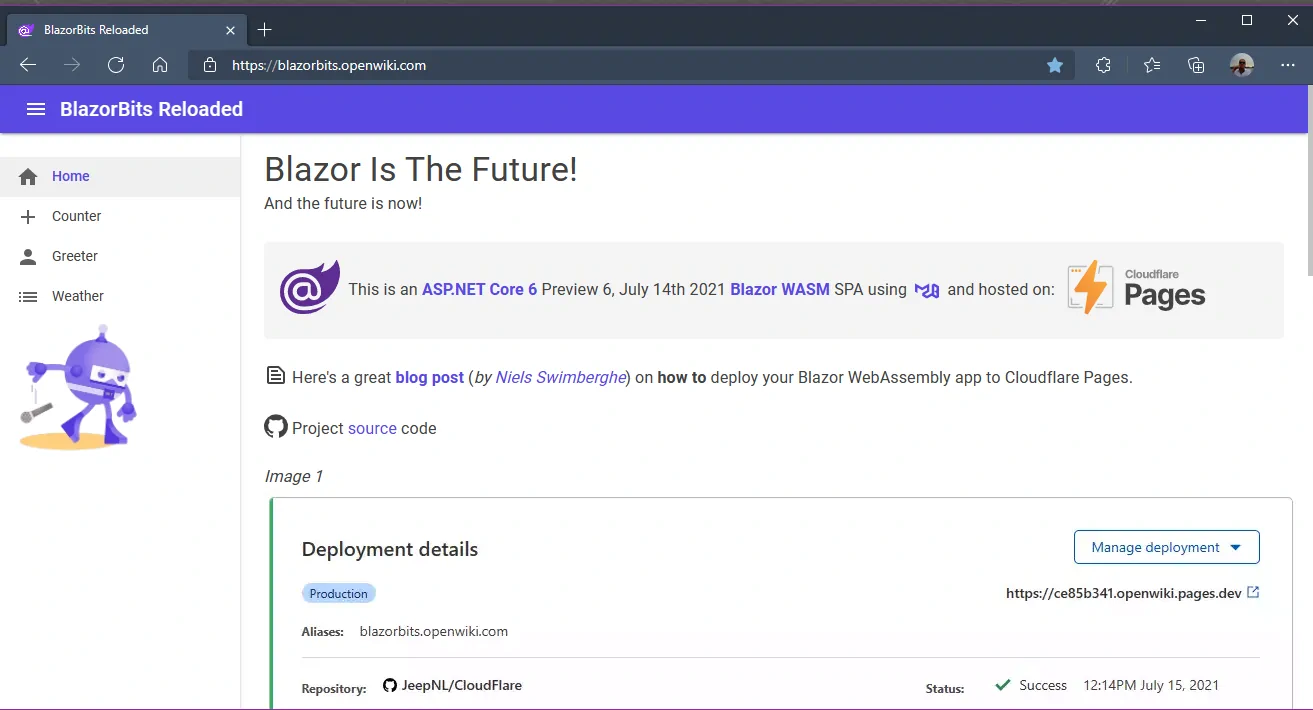 BlazorBits Reloaded
https://blazorbits.openwiki.com
BlazorBits Reloaded
Home
Counter
Greeter
Weather
Blazor Is The Future!
And the future is now!
This is an ASP.NET Core 6 Preview 6, July 14th 2021 Blazor WASM SPA using and hosted on: Cloudflare Pages
Here's a great blog post (by Niels Swimberghe) on how to deploy your Blazor WebAssembly app to Cloudflare Pages.
Project source code
Image 1
Deployment details
Manage deployment
Production
https://ce85b341.openwiki.pages.dev
Aliases: blazorbits.openwiki.com
Repository: JeepNL/CloudFlare
Status: Success 12:14PM July 15, 2021